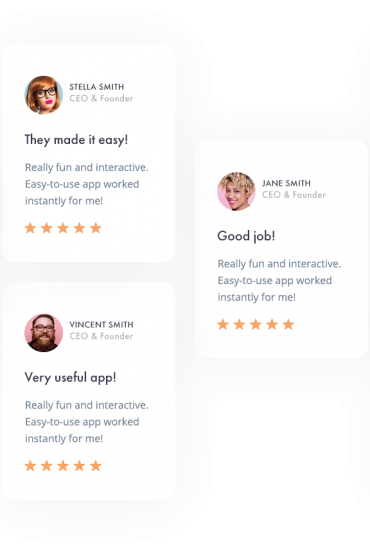 STELLA SMITH
CEO & Founder
They made it easy!
Really fun and interactive.
Easy-to-use app worked
instantly for me!
JANE SMITH
CEO & Founder
Good job!
Really fun and interactive.
Easy-to-use app worked
instantly for me!
VINCENT SMITH
CEO & Founder
Very useful app!
Really fun and interactive.
Easy-to-use app worked
instantly for me!